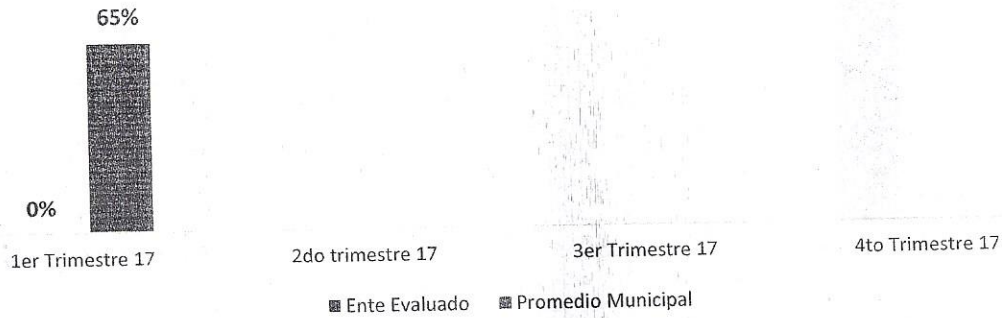 65%
0%
1er Trimestre 17 2do trimestre 17 3er Trimestre 17 4to Trimestre 17
Ente Evaluado Promedio Municipal